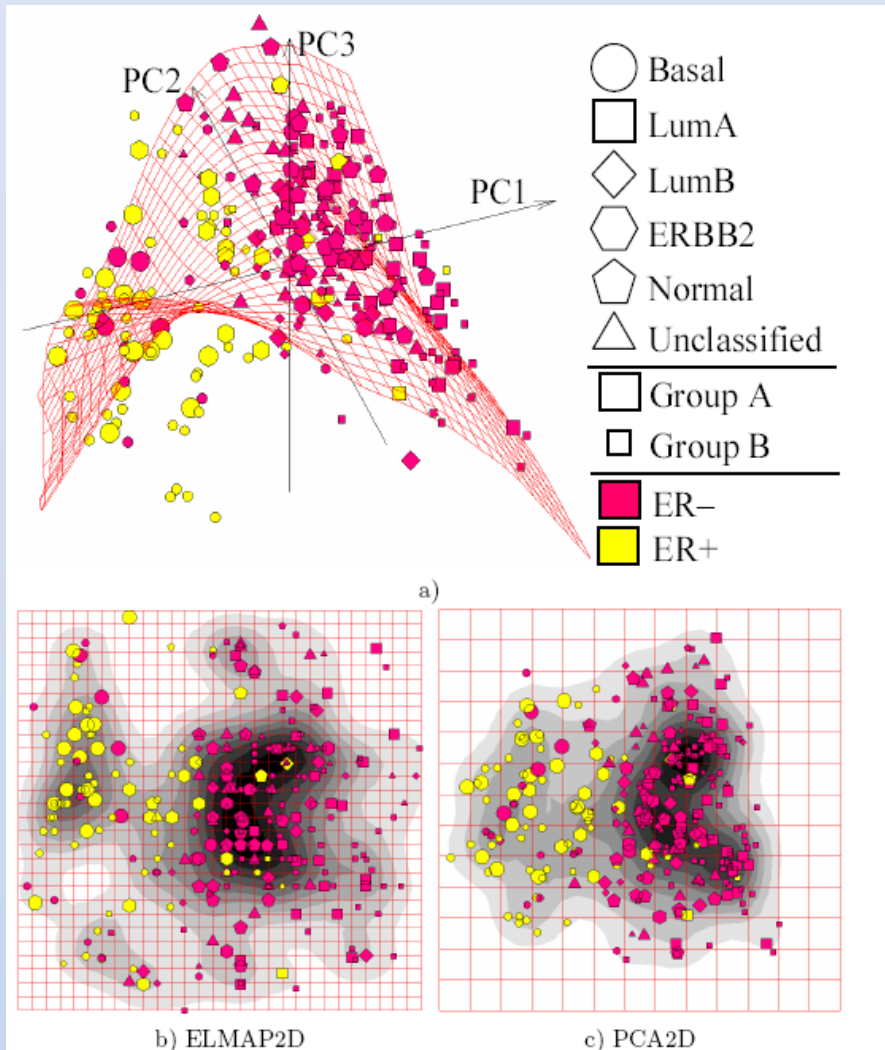 PC3
PC2
PC1
Basal
LumA
LumB
ERBB2
Normal
Unclassified
Group A
Group B
ER–
ER+
a)
b) ELMAP2D
c) PCA2D